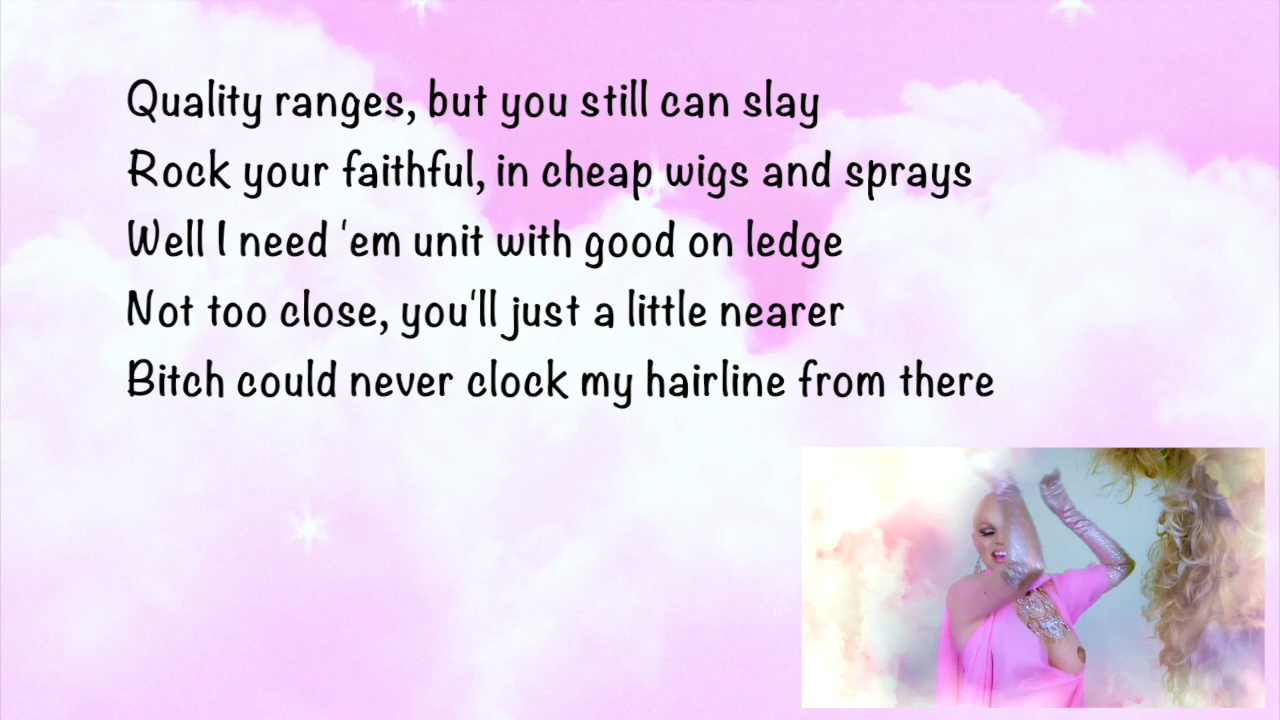 Quality ranges, but you still can slay
Rock your faithful, in cheap wigs and sprays
Well I need 'em unit with good on ledge
Not too close, you'll just a little nearer
Bitch could never clock my hairline from there